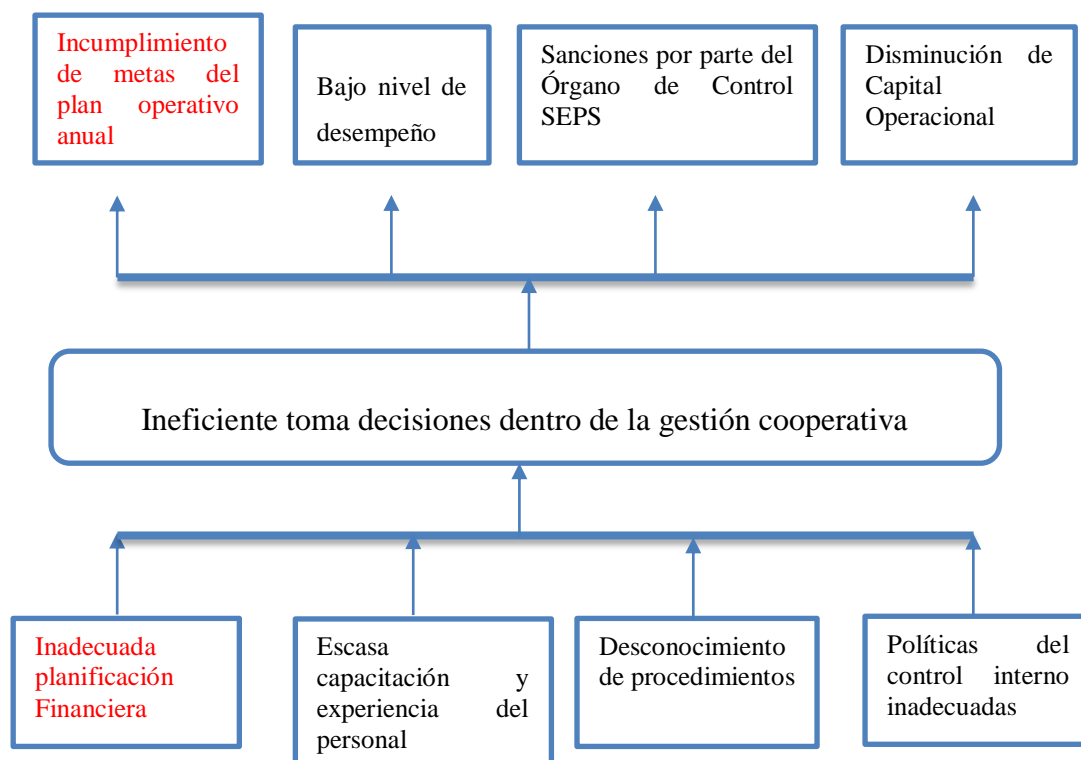 Incumplimiento
de metas del
plan operativo
anual
Bajo nivel de
desempeño
Sanciones por parte del
Órgano de Control
SEPS
Disminución de
Capital
Operacional
Ineficiente toma decisiones dentro de la gestión cooperativa
Inadecuada
planificación
Financiera
Escasa
capacitación y
experiencia del
personal
Desconocimiento
de procedimientos
Políticas del
control interno
inadecuadas